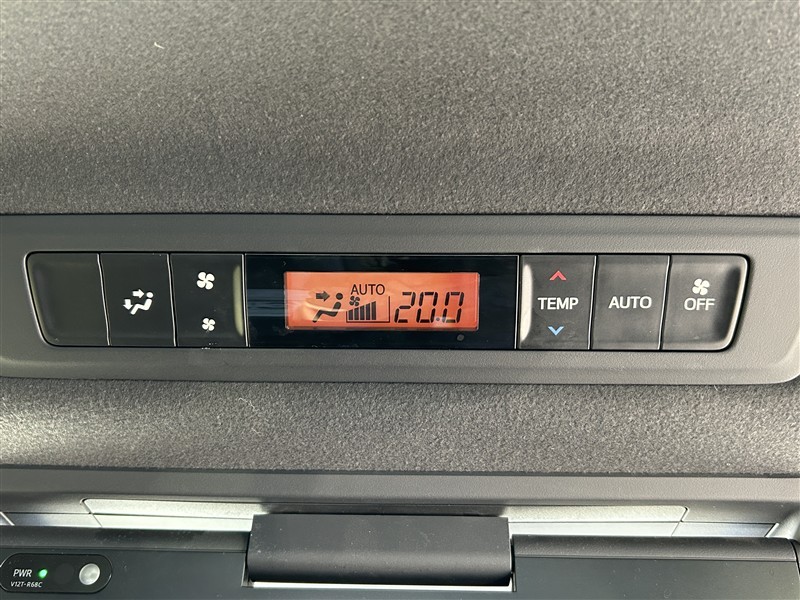 AUTO
20.0
TEMP
AUTO
OFF
PWR
V12T-R68C